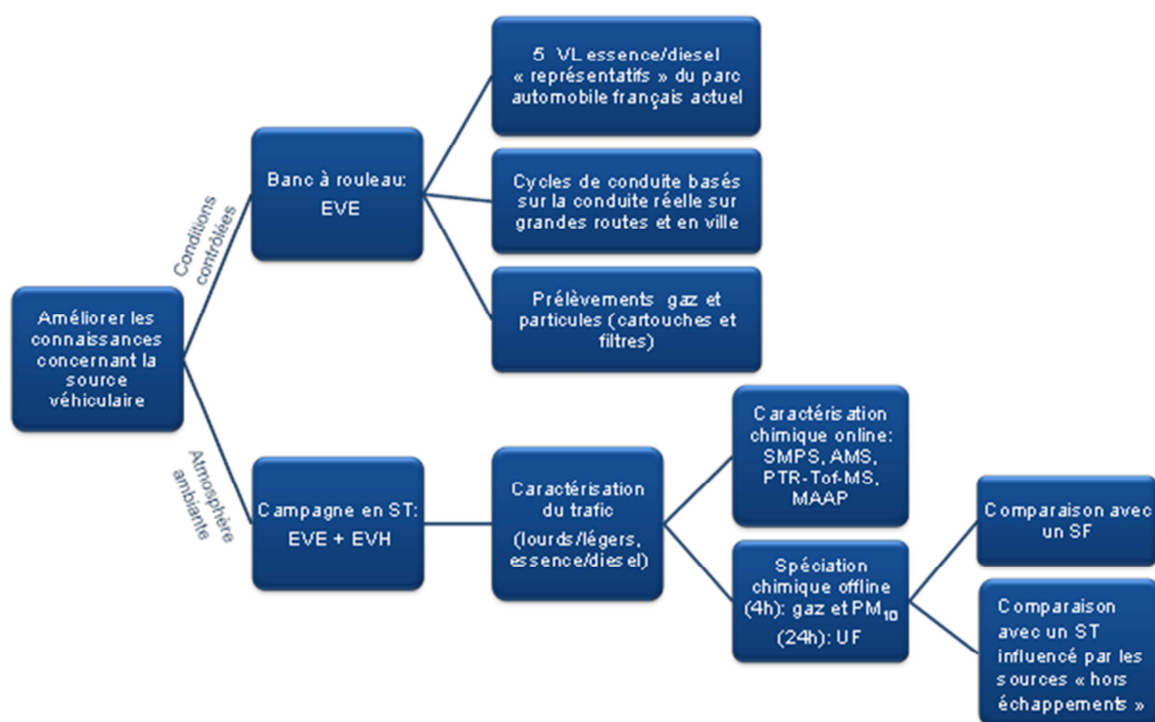 5 VL essence/diesel
« représentatifs » du parc
automobile français actuel
Banc à rouleau:
EVE
Cycles de conduite basés
sur la conduite réelle sur
grandes routes et en ville
Conditions
contrôlées
Prélèvements gaz et
particules (cartouches et
filtres)
Améliorer les
connaissances
concernant la
source
véhiculaire
Atmosphère
ambiante
Campagne en ST:
EVE + EVH
Caractérisation
du trafic
(lourds/légers,
essence/diesel)
Caractérisation
chimique online:
SMPS, AMS,
PTR-Tof-MS,
MAAP
Spéciation
chimique offline
(4h): gaz et PM₁₀
(24h): UF
Comparaison avec
un SF
Comparaison
avec un ST
influencé par les
sources « hors
échappements »